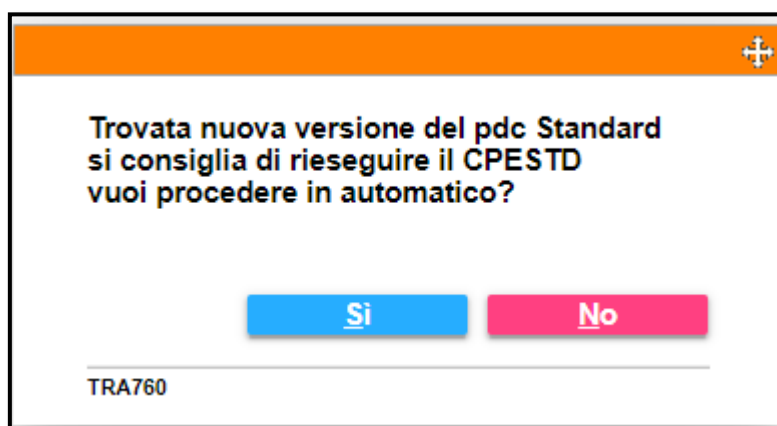 Trovata nuova versione del pdc Standard
si consiglia di rieseguire il CPESTD
vuoi procedere in automatico?
Sì
No
TRA760